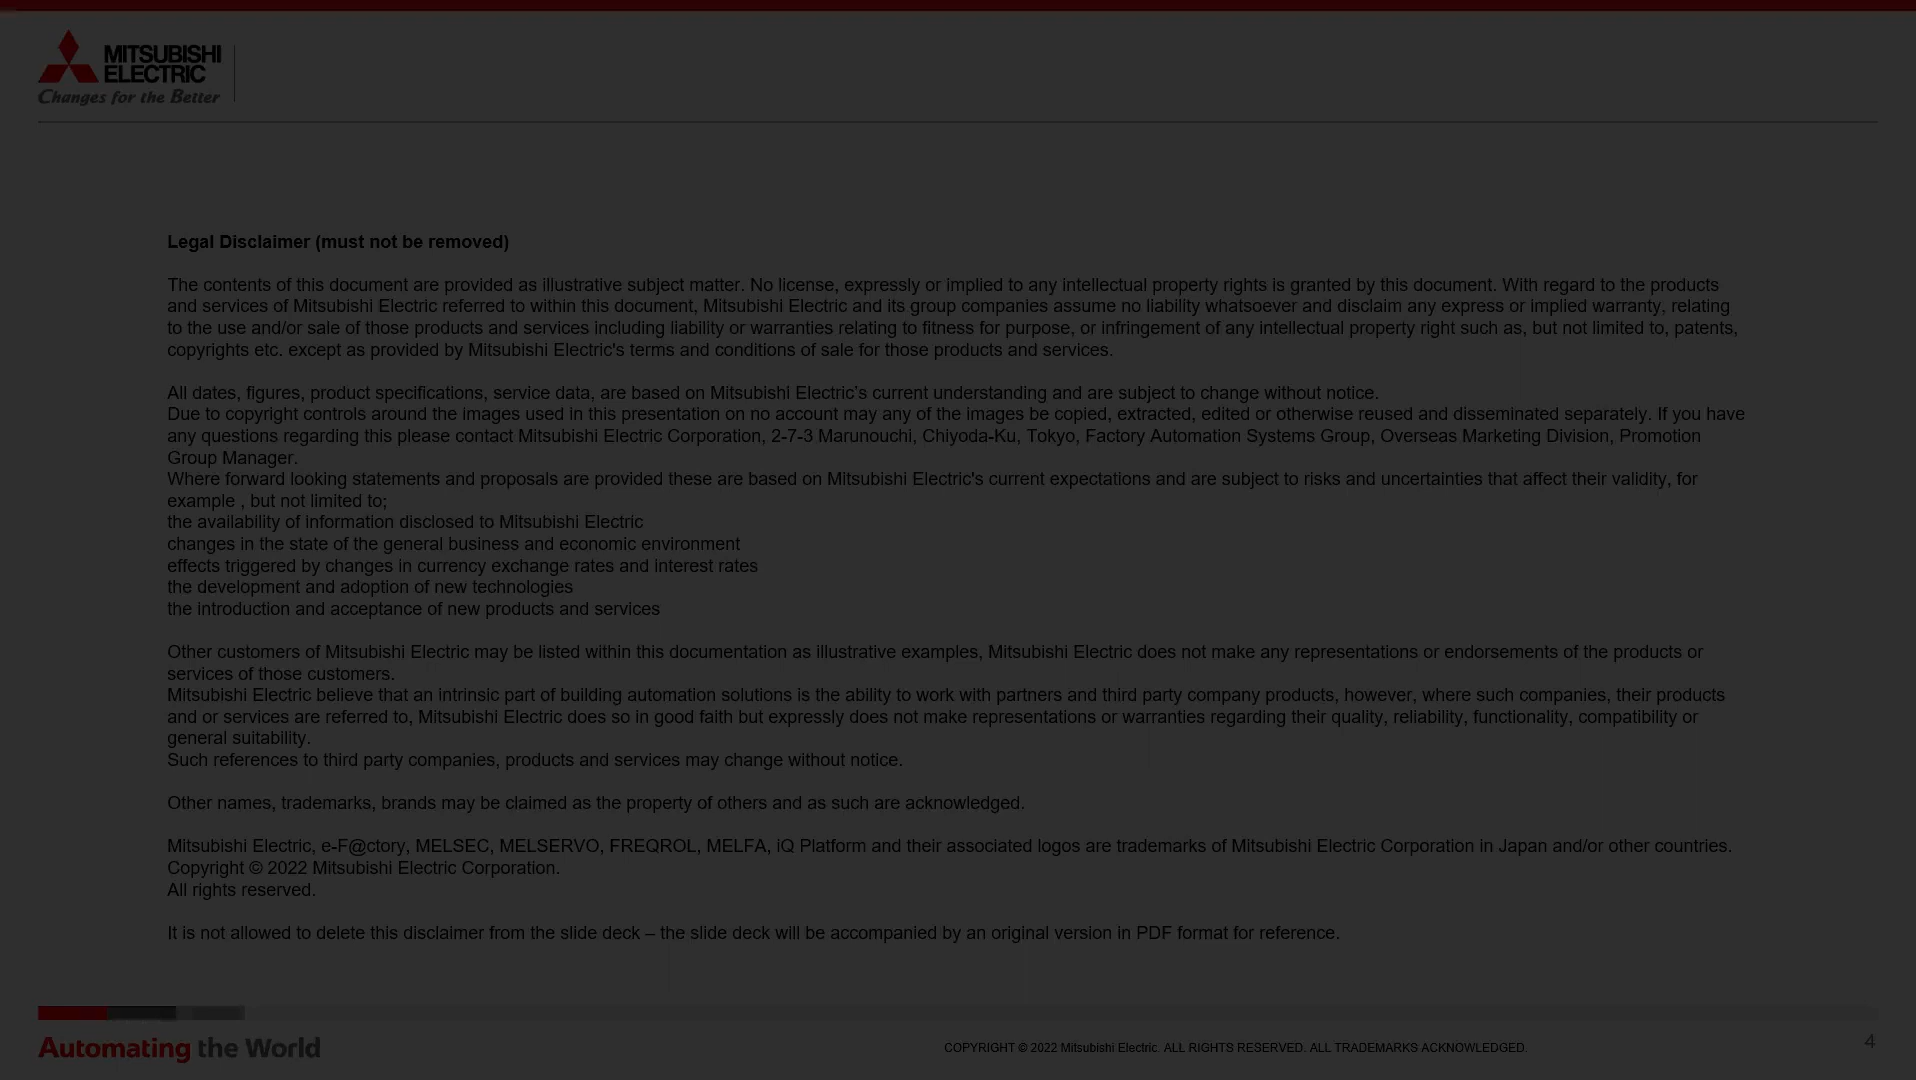 MITSUBISHI
ELECTRIC
Changes for the Better
Legal Disclaimer (must not be removed)
The contents of this document are provided as illustrative subject matter. No license, expressly or implied to any intellectual property rights is granted by this document. With regard to the products
and services of Mitsubishi Electric referred to within this document, Mitsubishi Electric and its group companies assume no liability whatsoever and disclaim any express or implied warranty, relating
to the use and/or sale of those products and services including liability or warranties relating to fitness for purpose, or infringement of any intellectual property right such as, but not limited to, patents,
copyrights etc. except as provided by Mitsubishi Electric's terms and conditions of sale for those products and services.
All dates, figures, product specifications, service data, are based on Mitsubishi Electric’s current understanding and are subject to change without notice.
Due to copyright controls around the images used in this presentation on no account may any of the images be copied, extracted, edited or otherwise reused and disseminated separately. If you have
any questions regarding this please contact Mitsubishi Electric Corporation, 2-7-3 Marunouchi, Chiyoda-Ku, Tokyo, Factory Automation Systems Group, Overseas Marketing Division, Promotion
Group Manager.
Where forward looking statements and proposals are provided these are based on Mitsubishi Electric's current expectations and are subject to risks and uncertainties that affect their validity, for
example , but not limited to;
the availability of information disclosed to Mitsubishi Electric
changes in the state of the general business and economic environment
effects triggered by changes in currency exchange rates and interest rates
the development and adoption of new technologies
the introduction and acceptance of new products and services
Other customers of Mitsubishi Electric may be listed within this documentation as illustrative examples, Mitsubishi Electric does not make any representations or endorsements of the products or
services of those customers.
Mitsubishi Electric believe that an intrinsic part of building automation solutions is the ability to work with partners and third party company products, however, where such companies, their products
and or services are referred to, Mitsubishi Electric does so in good faith but expressly does not make representations or warranties regarding their quality, reliability, functionality, compatibility or
general suitability.
Such references to third party companies, products and services may change without notice.
Other names, trademarks, brands may be claimed as the property of others and as such are acknowledged.
Mitsubishi Electric, e-F@ctory, MELSEC, MELSERVO, FREQROL, MELFA, iQ Platform and their associated logos are trademarks of Mitsubishi Electric Corporation in Japan and/or other countries.
Copyright © 2022 Mitsubishi Electric Corporation.
All rights reserved.
It is not allowed to delete this disclaimer from the slide deck – the slide deck will be accompanied by an original version in PDF format for reference.
Automating the World
COPYRIGHT © 2022 Mitsubishi Electric. ALL RIGHTS RESERVED. ALL TRADEMARKS ACKNOWLEDGED.
4